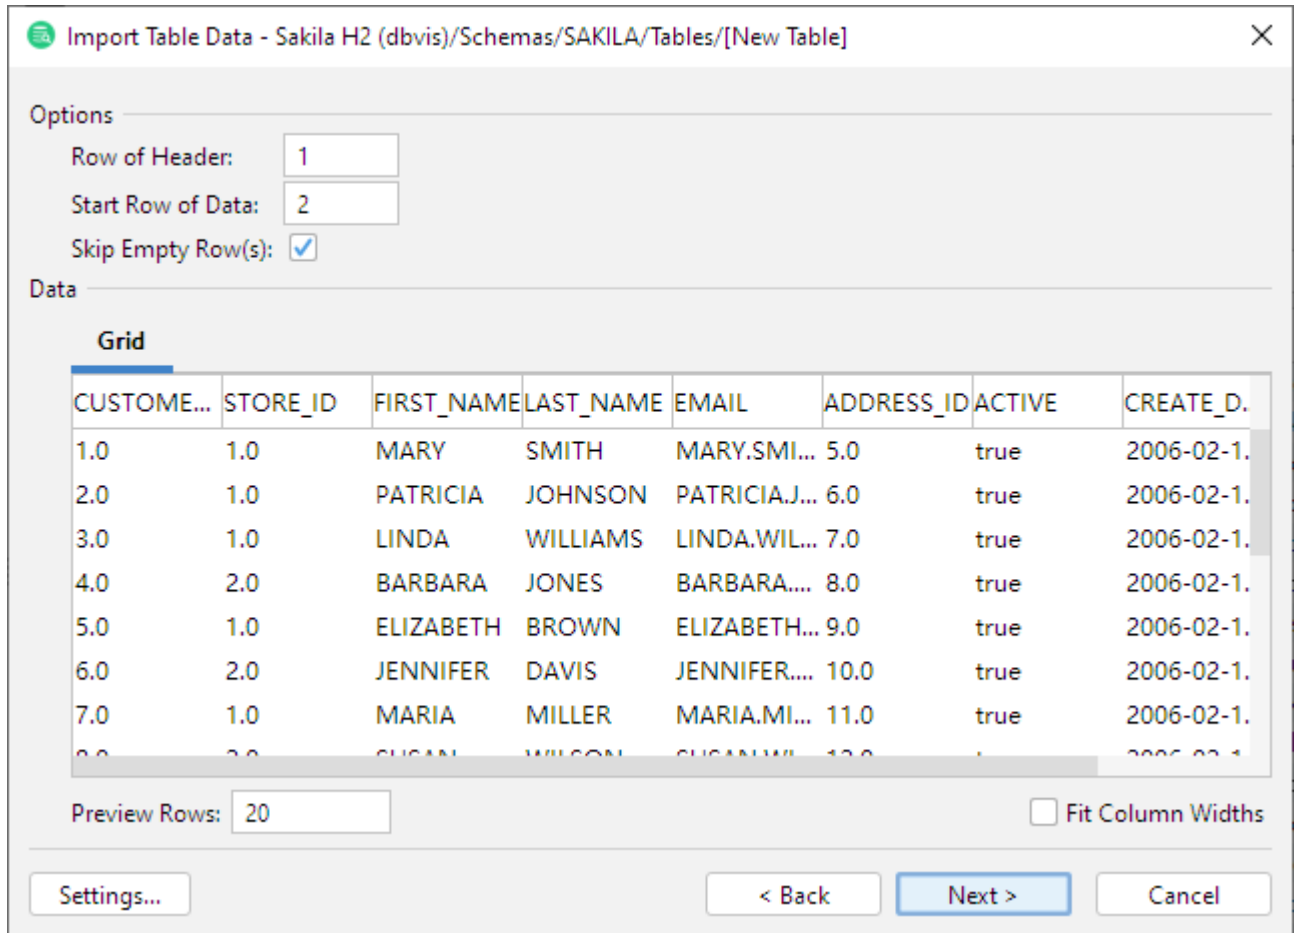 Import Table Data - Sakila H2 (dbvis)/Schemas/SAKILA/Tables/[New Table]
Options
Row of Header: 1
Start Row of Data: 2
Skip Empty Row(s):
Data
Grid
CUSTOME... STORE_ID FIRST_NAME LAST_NAME EMAIL ADDRESS_ID ACTIVE CREATE_D..
1.0 1.0 MARY SMITH MARY.SMI... 5.0 true 2006-02-1.
2.0 1.0 PATRICIA JOHNSON PATRICIA.J... 6.0 true 2006-02-1.
3.0 1.0 LINDA WILLIAMS LINDA.WIL... 7.0 true 2006-02-1.
4.0 2.0 BARBARA JONES BARBARA.... 8.0 true 2006-02-1.
5.0 1.0 ELIZABETH BROWN ELIZABETH... 9.0 true 2006-02-1.
6.0 2.0 JENNIFER DAVIS JENNIFER.... 10.0 true 2006-02-1.
7.0 1.0 MARIA MILLER MARIA.MI... 11.0 true 2006-02-1.
Preview Rows: 20 Fit Column Widths
Settings... < Back Next > Cancel